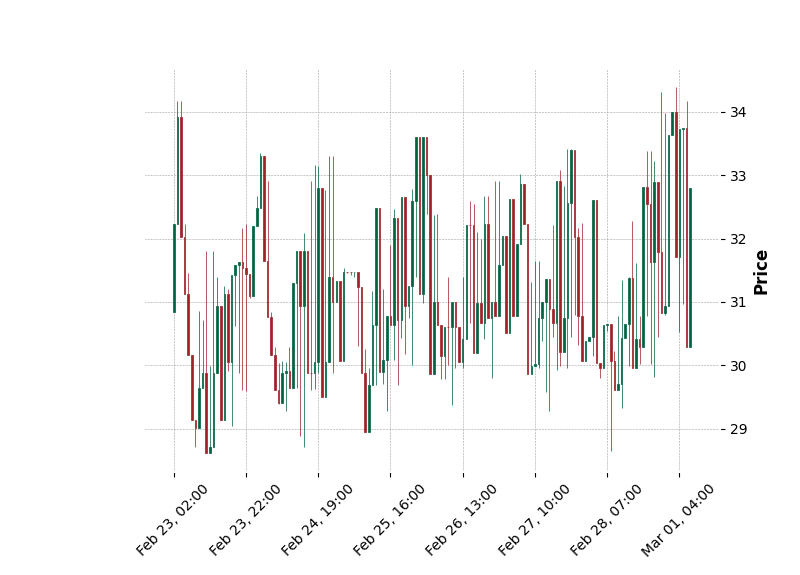 34
33
32
31
30
29
Price
Feb 23, 02:00
Feb 23, 22:00
Feb 24, 19:00
Feb 25, 16:00
Feb 26, 13:00
Feb 27, 10:00
Feb 28, 07:00
Mar 01, 04:00